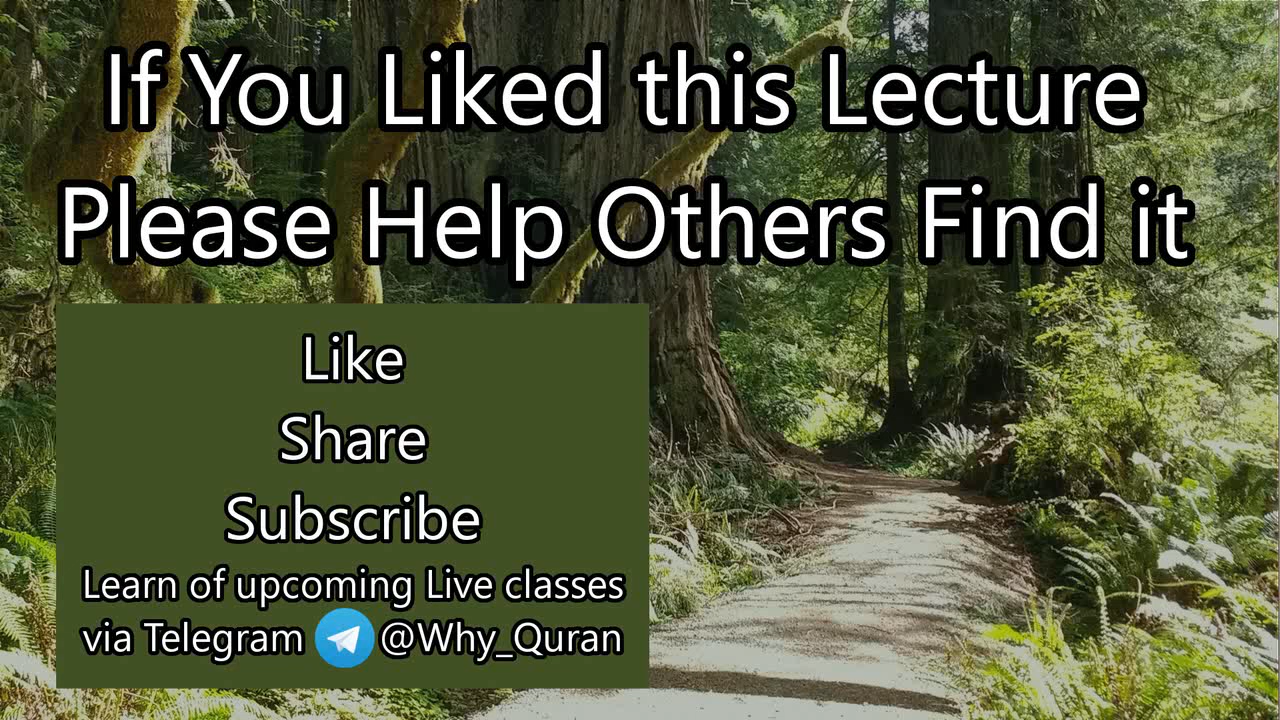 If You Liked this Lecture
Please Help Others Find it
Like
Share
Subscribe
Learn of upcoming Live classes
via Telegram @Why_Quran